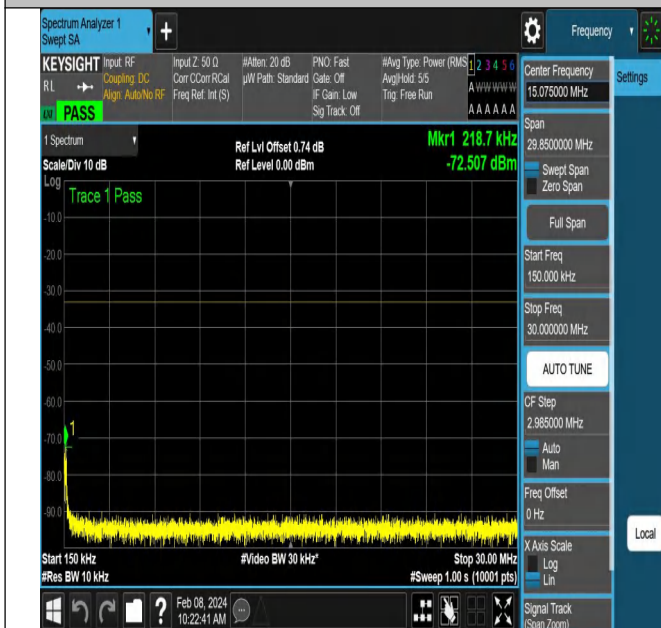 Spectrum Analyzer 1
Swept SA
+
Frequency
KEYSIGHT
Input: RF
Input Z: 50 Ω
#Atten: 20 dB
PNO: Fast
#Avg Type: Power (RMS
1 2 3 4 5 6
RL
Coupling: DC
Corr CCorr RCal
µW Path: Standard
Gate: Off
Avg|Hold: 5/5
A W W W W W
Align: Auto/No RF
Freq Ref: Int (S)
IF Gain: Low
Trig: Free Run
Sig Track: Off
A A A A A A
PASS
1 Spectrum
Scale/Div 10 dB
Ref Lvl Offset 0.74 dB
Ref Level 0.00 dBm
Mkr1 218.7 kHz
-72.507 dBm
Log
Trace 1 Pass
-10.0
-20.0
-30.0
-40.0
-50.0
-60.0
-70.0
-80.0
-90.0
1
Start 150 kHz
#Video BW 30 kHz*
Stop 30.00 MHz
#Res BW 10 kHz
#Sweep 1.00 s (10001 pts)
?
Feb 08, 2024
10:22:41 AM
Center Frequency
15.075000 MHz
Settings
Span
29.8500000 MHz
Swept Span
Zero Span
Full Span
Start Freq
150.000 kHz
Stop Freq
30.000000 MHz
AUTO TUNE
CF Step
2.985000 MHz
Auto
Man
Freq Offset
0 Hz
Local
X Axis Scale
Log
Lin
Signal Track
(Span Zoom)